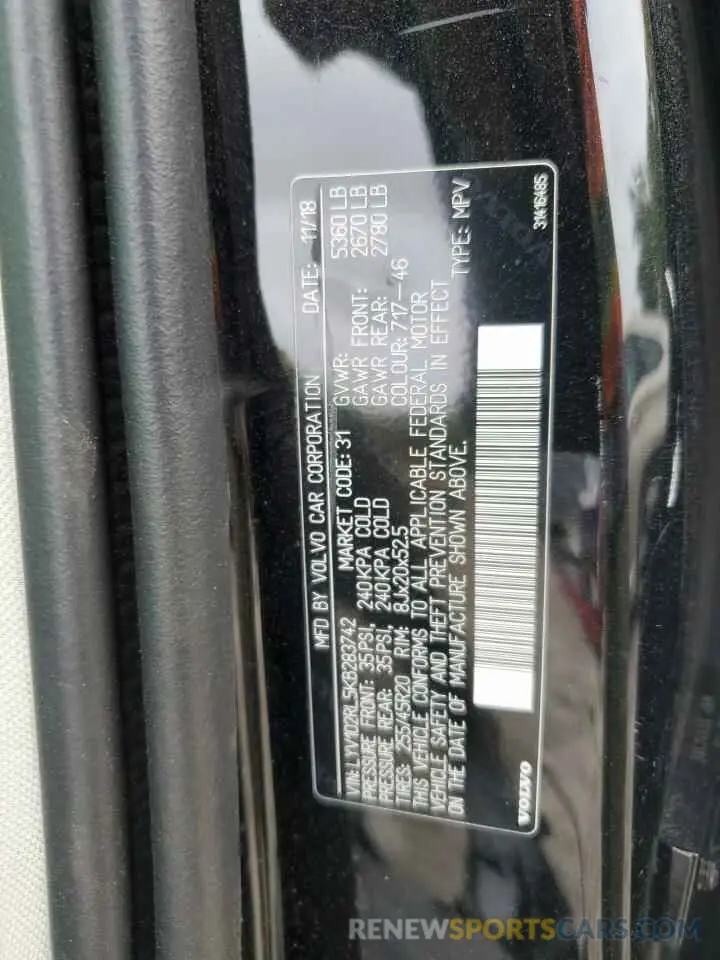 MFD BY VOLVO CAR CORPORATION DATE: 11/18
MARKET CODE: 31 GVWR: 5360 LB
VIN: LYV102RL5KB283742 GAWR FRONT: 2670 LB
PRESSURE FRONT: 35PSI, 240KPA COLD GAWR REAR: 2780 LB
PRESSURE REAR: 35PSI, 240KPA COLD COLOUR: 717-46
TIRES: 255/45R20 RIM: 8Jx20x52.5
THIS VEHICLE CONFORMS TO ALL APPLICABLE FEDERAL MOTOR
VEHICLE SAFETY AND THEFT PREVENTION STANDARDS IN EFFECT
ON THE DATE OF MANUFACTURE SHOWN ABOVE. TYPE: MPV
VOLVO 31416485
RENEWSPORTSCARS.COM